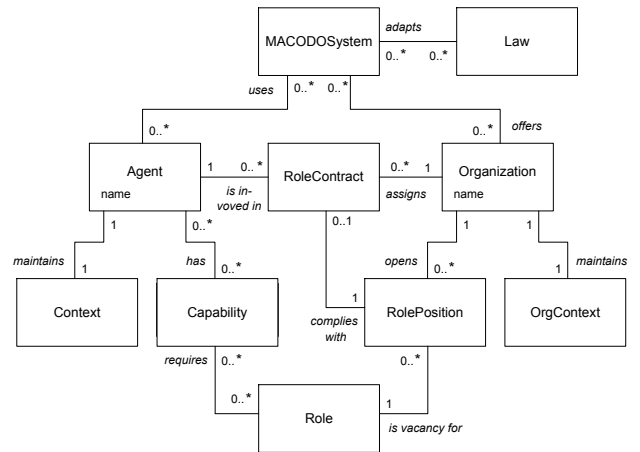 adapts
MACODOSystem
Law
0..* 0..*
uses
0..* 0..*
0..*
0..*
offers
Agent
name
1
0..*
RoleContract
0..*
1
Organization
name
is in-
voved in
assigns
1
0..*
0..1
1
1
maintains
1
has
0..*
opens
0..*
1
maintains
Context
Capability
1
RolePosition
OrgContext
complies
with
requires
0..*
0..*
0..*
Role
1
is vacancy for